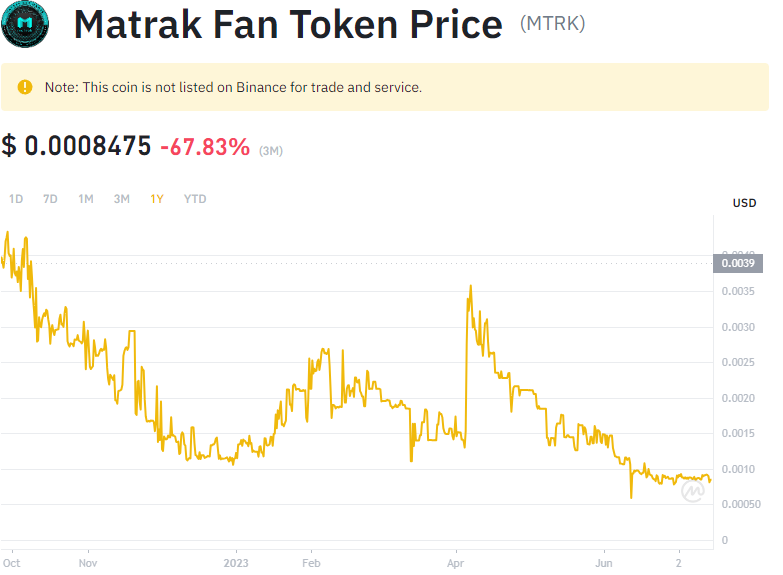 Matrak Fan Token Price (MTRK)
Note: This coin is not listed on Binance for trade and service.
$ 0.0008475 -67.83% (3M)
1D 7D 1M 3M 1Y YTD
USD
0.0040
0.0039
0.0035
0.0030
0.0025
0.0020
0.0015
0.0010
0.00050
0
Oct Nov 2023 Feb Apr Jun 2